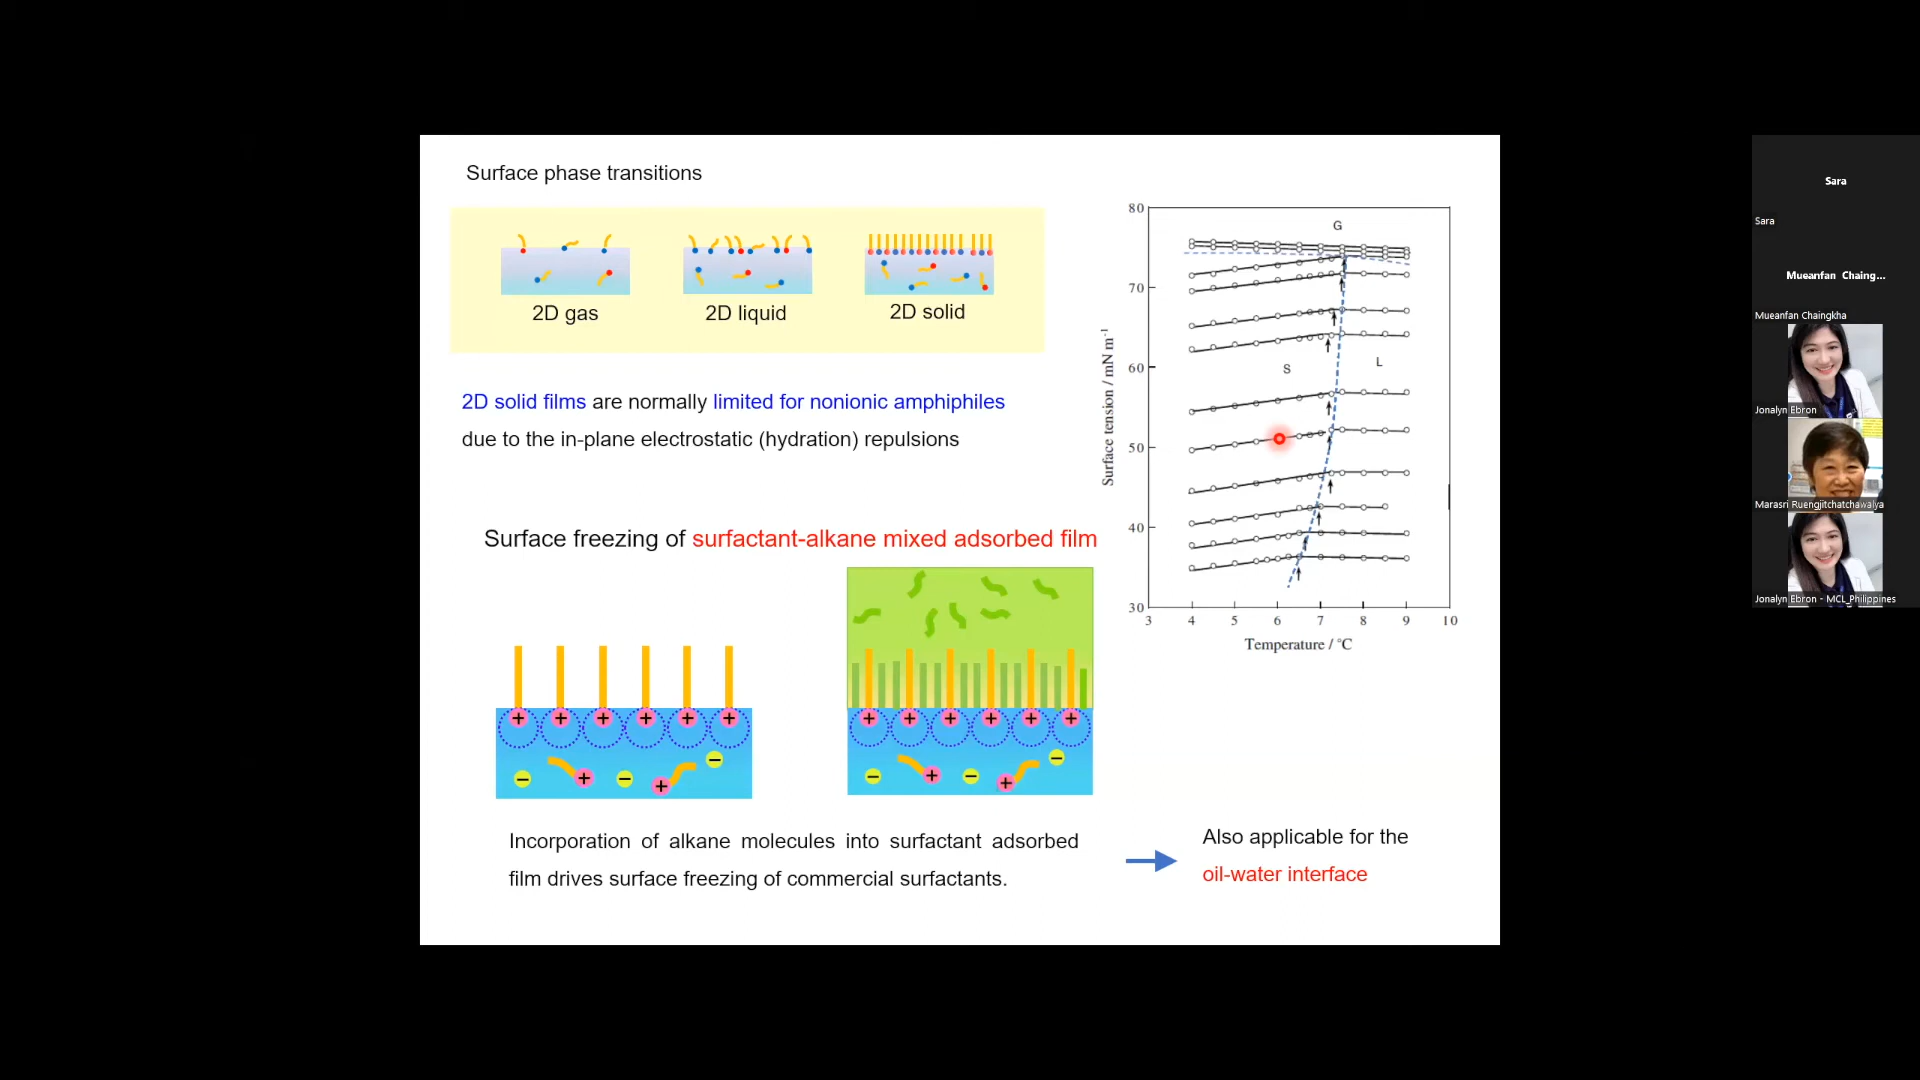 Surface phase transitions
2D gas
2D liquid
2D solid
2D solid films are normally limited for nonionic amphiphiles
due to the in-plane electrostatic (hydration) repulsions
Surface freezing of surfactant-alkane mixed adsorbed film
+ + + + + +
− + − + −
+ + + + + +
− + − + −
Incorporation of alkane molecules into surfactant adsorbed
film drives surface freezing of commercial surfactants.
80
70
60
50
40
30
Surface tension / mN m⁻¹
G
S
L
3 4 5 6 7 8 9 10
Temperature / °C
Also applicable for the
oil-water interface
Sara
Sara
Mueanfan Chaing...
Mueanfan Chaingkha
Jonalyn Ebron
Marasri Ruengjitchatchawalya
Jonalyn Ebron - MCL_Philippines